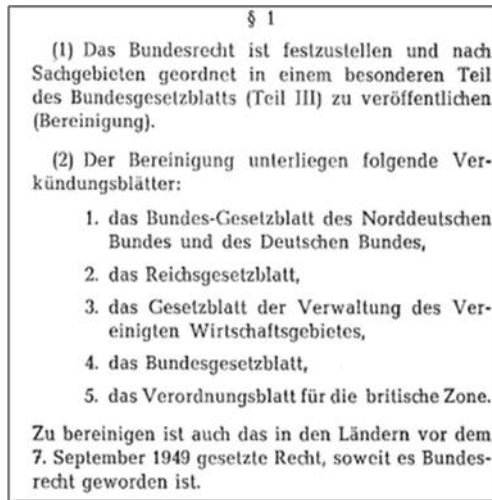 § 1
(1) Das Bundesrecht ist festzustellen und nach
Sachgebieten geordnet in einem besonderen Teil
des Bundesgesetzblatts (Teil III) zu veröffentlichen
(Bereinigung).
(2) Der Bereinigung unterliegen folgende Ver-
kündungsblätter:
1. das Bundes-Gesetzblatt des Norddeutschen
Bundes und des Deutschen Bundes,
2. das Reichsgesetzblatt,
3. das Gesetzblatt der Verwaltung des Ver-
einigten Wirtschaftsgebietes,
4. das Bundesgesetzblatt,
5. das Verordnungsblatt für die britische Zone.
Zu bereinigen ist auch das in den Ländern vor dem
7. September 1949 gesetzte Recht, soweit es Bundes-
recht geworden ist.